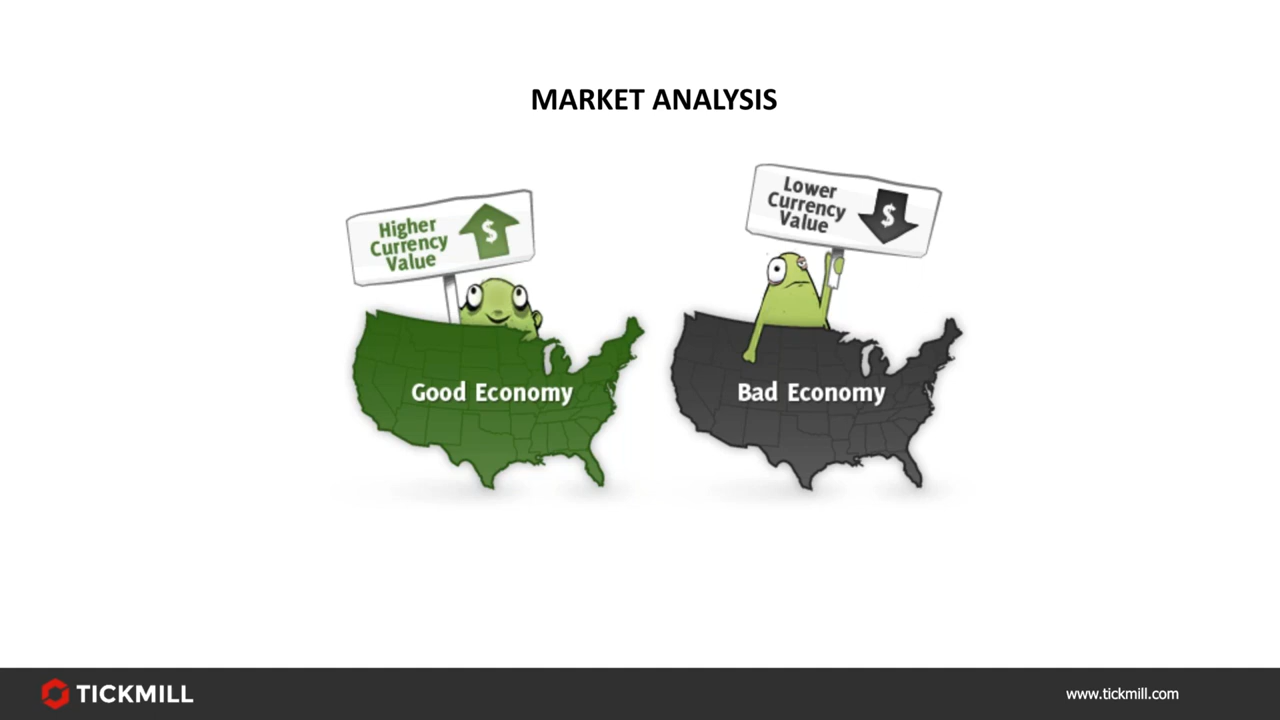 MARKET ANALYSIS
Higher
Currency
Value
$
Lower
Currency
Value
$
Good Economy
Bad Economy
TICKMILL
www.tickmill.com